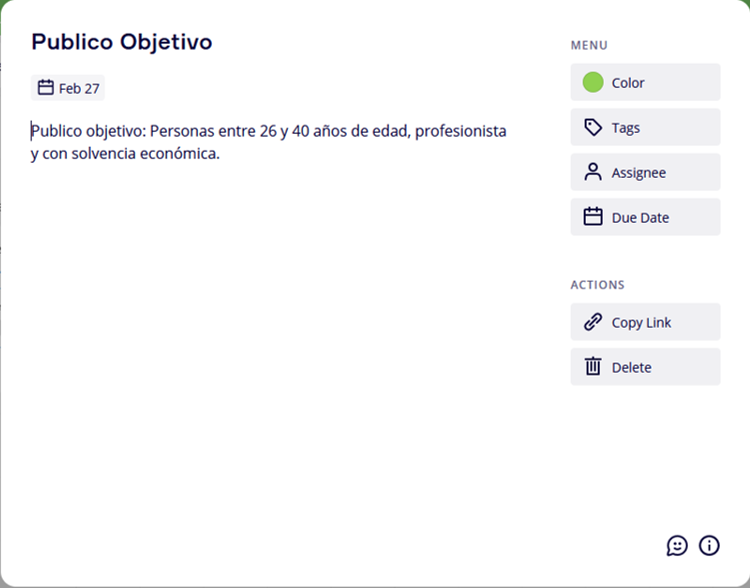 Publico Objetivo
Feb 27
Publico objetivo: Personas entre 26 y 40 años de edad, profesionista
y con solvencia económica.
MENU
Color
Tags
Assignee
Due Date
ACTIONS
Copy Link
Delete